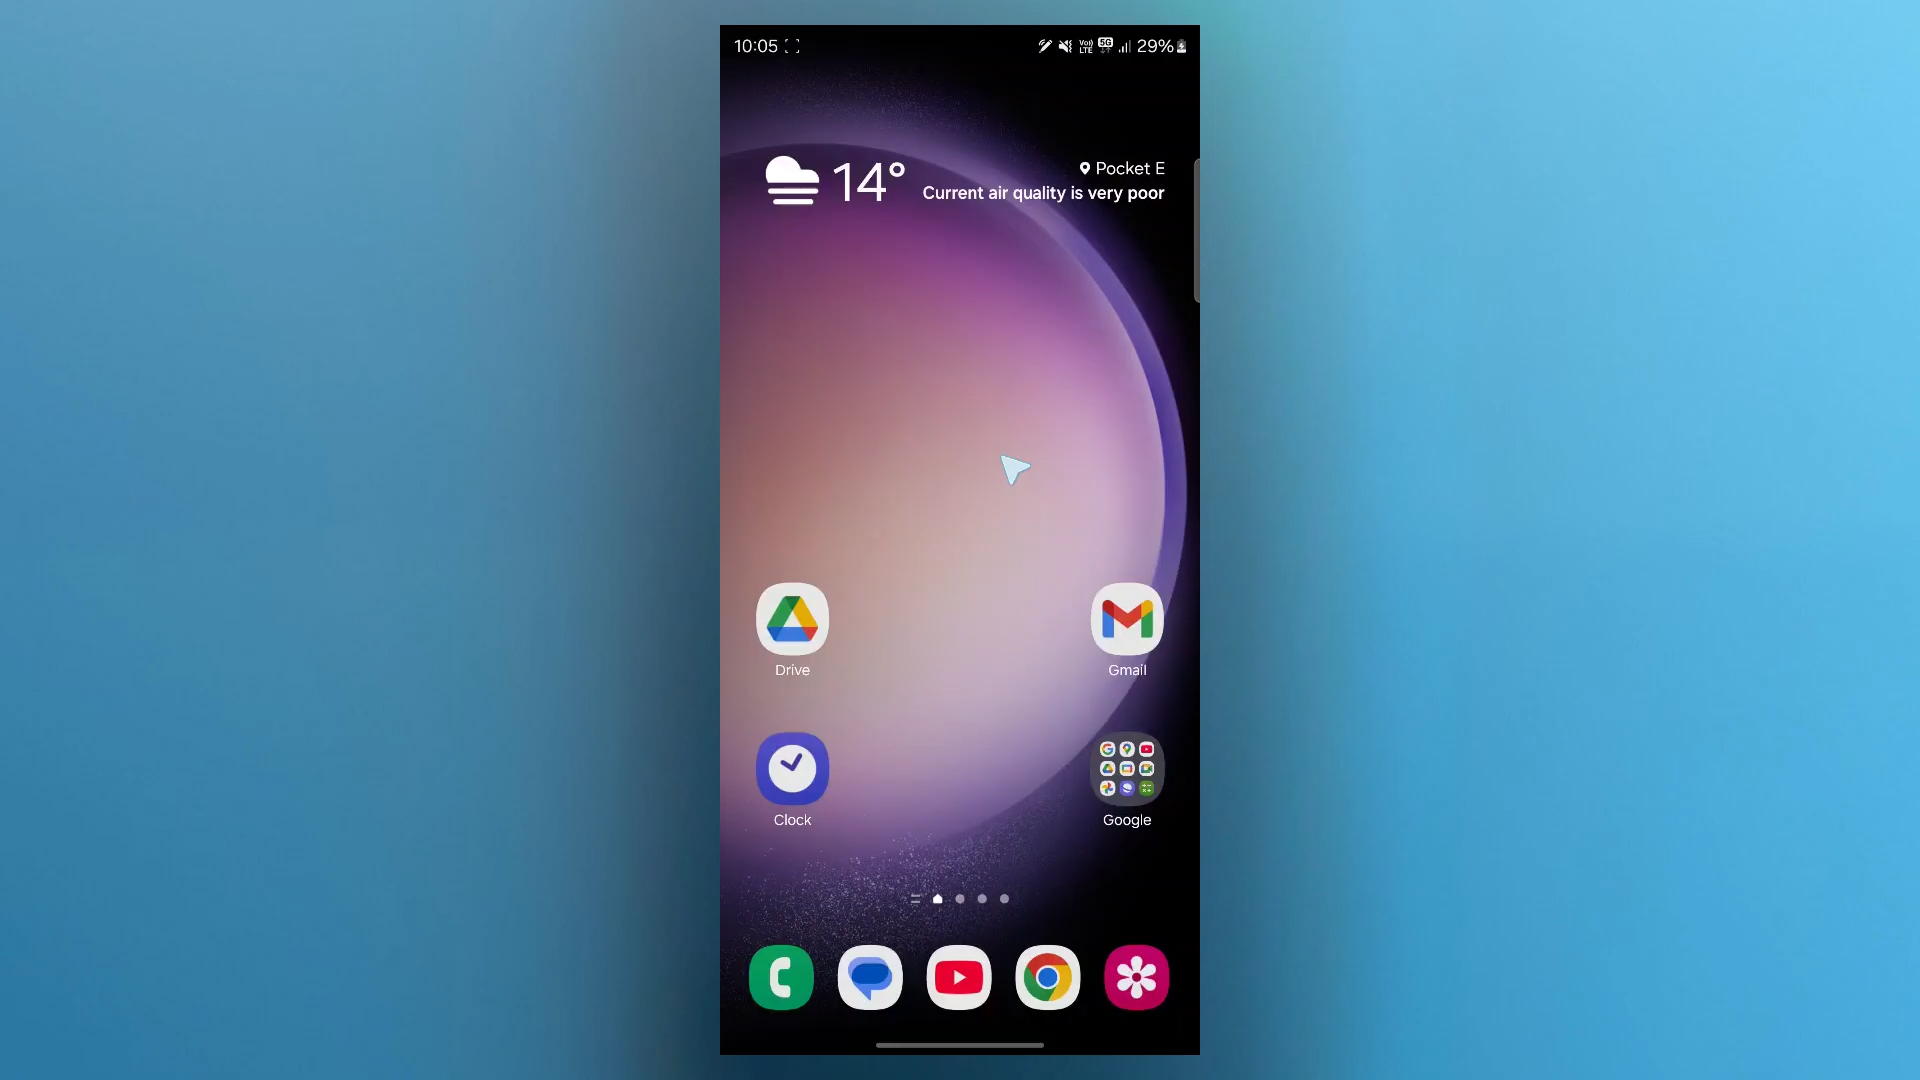 10:05 29%
14°
Pocket E
Current air quality is very poor
Drive Gmail
Clock Google